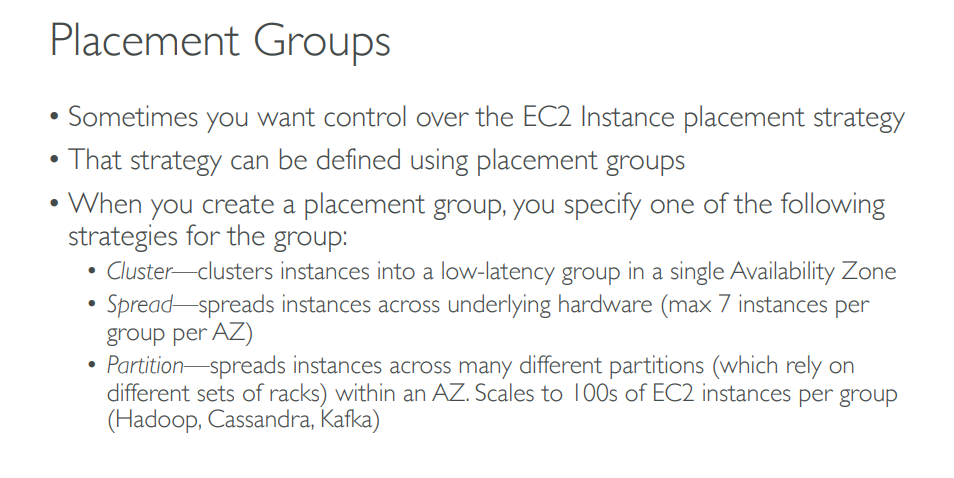 Placement Groups
• Sometimes you want control over the EC2 Instance placement strategy
• That strategy can be defined using placement groups
• When you create a placement group, you specify one of the following
strategies for the group:
• Cluster—clusters instances into a low-latency group in a single Availability Zone
• Spread—spreads instances across underlying hardware (max 7 instances per
group per AZ)
• Partition—spreads instances across many different partitions (which rely on
different sets of racks) within an AZ. Scales to 100s of EC2 instances per group
(Hadoop, Cassandra, Kafka)